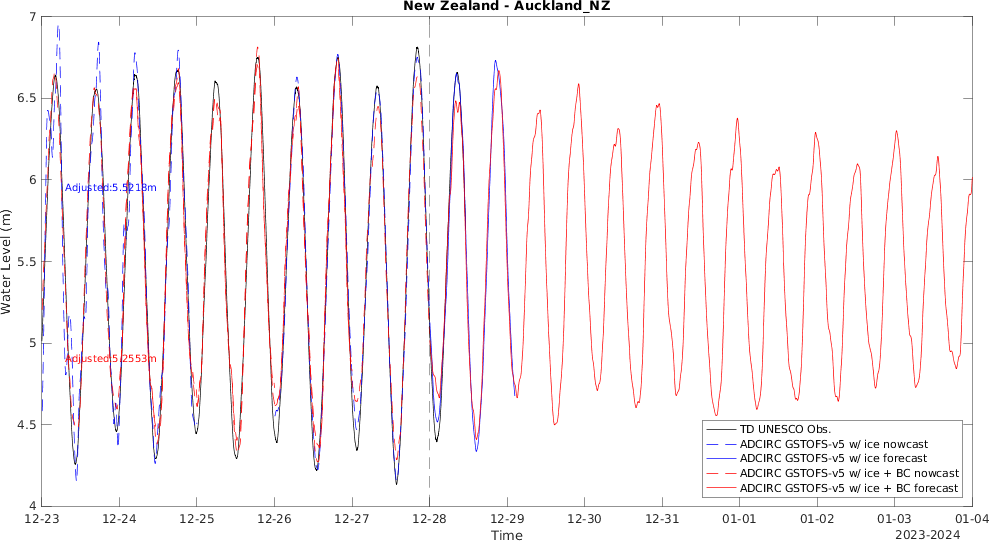 New Zealand - Auckland_NZ
7
6.5
6
5.5
5
4.5
4
Water Level (m)
Adjusted:5.5218m
Adjusted:5.2553m
TD UNESCO Obs.
ADCIRC GSTOFS-v5 w/ ice nowcast
ADCIRC GSTOFS-v5 w/ ice forecast
ADCIRC GSTOFS-v5 w/ ice + BC nowcast
ADCIRC GSTOFS-v5 w/ ice + BC forecast
12-23 12-24 12-25 12-26 12-27 12-28 12-29 12-30 12-31 01-01 01-02 01-03 01-04
Time
2023-2024